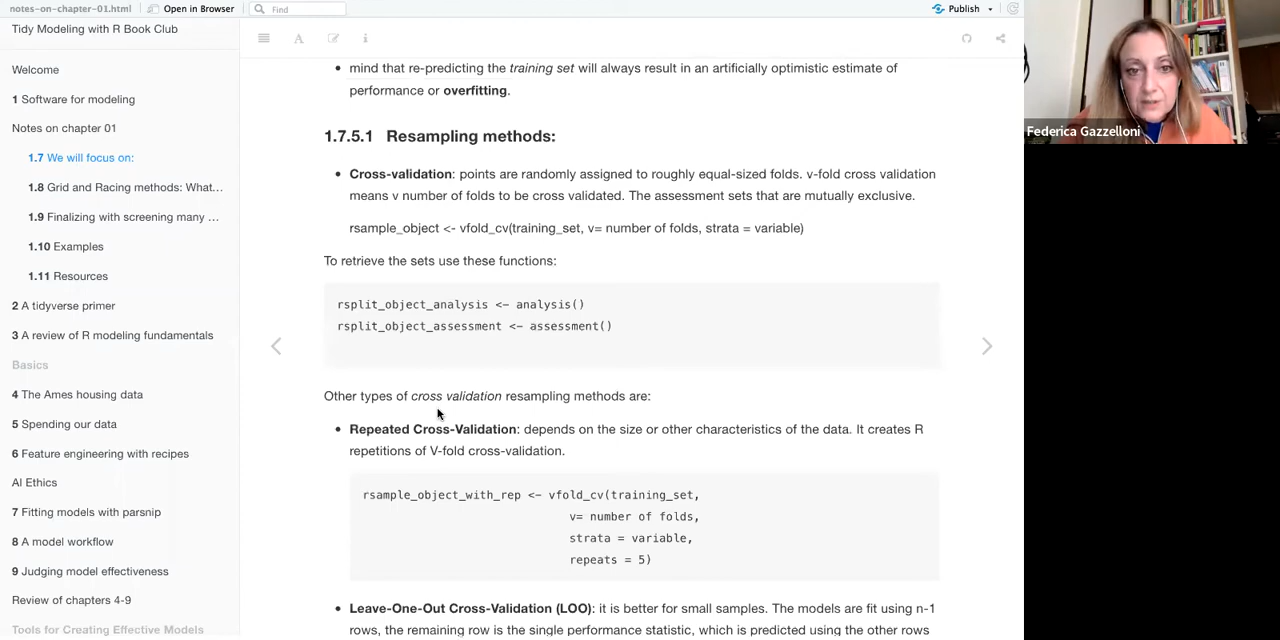 notes-on-chapter-01.html
Open in Browser
Find
Publish
Tidy Modeling with R Book Club
Welcome
1 Software for modeling
Notes on chapter 01
1.7 We will focus on:
1.8 Grid and Racing methods: What…
1.9 Finalizing with screening many …
1.10 Examples
1.11 Resources
2 A tidyverse primer
3 A review of R modeling fundamentals
Basics
4 The Ames housing data
5 Spending our data
6 Feature engineering with recipes
AI Ethics
7 Fitting models with parsnip
8 A model workflow
9 Judging model effectiveness
Review of chapters 4-9
Tools for Creating Effective Models
mind that re-predicting the training set will always result in an artificially optimistic estimate of
performance or overfitting.
1.7.5.1 Resampling methods:
Cross-validation: points are randomly assigned to roughly equal-sized folds. v-fold cross validation
means v number of folds to be cross validated. The assessment sets that are mutually exclusive.
rsample_object <- vfold_cv(training_set, v= number of folds, strata = variable)
To retrieve the sets use these functions:
rsplit_object_analysis <- analysis()
rsplit_object_assessment <- assessment()
Other types of cross validation resampling methods are:
Repeated Cross-Validation: depends on the size or other characteristics of the data. It creates R
repetitions of V-fold cross-validation.
rsample_object_with_rep <- vfold_cv(training_set,
v= number of folds,
strata = variable,
repeats = 5)
Leave-One-Out Cross-Validation (LOO): it is better for small samples. The models are fit using n-1
rows, the remaining row is the single performance statistic, which is predicted using the other rows
Federica Gazzelloni